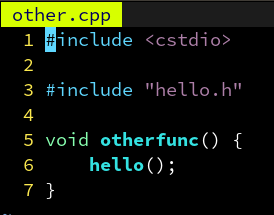 other.cpp
1 #include <cstdio>
2
3 #include "hello.h"
4
5 void otherfunc() {
6     hello();
7 }